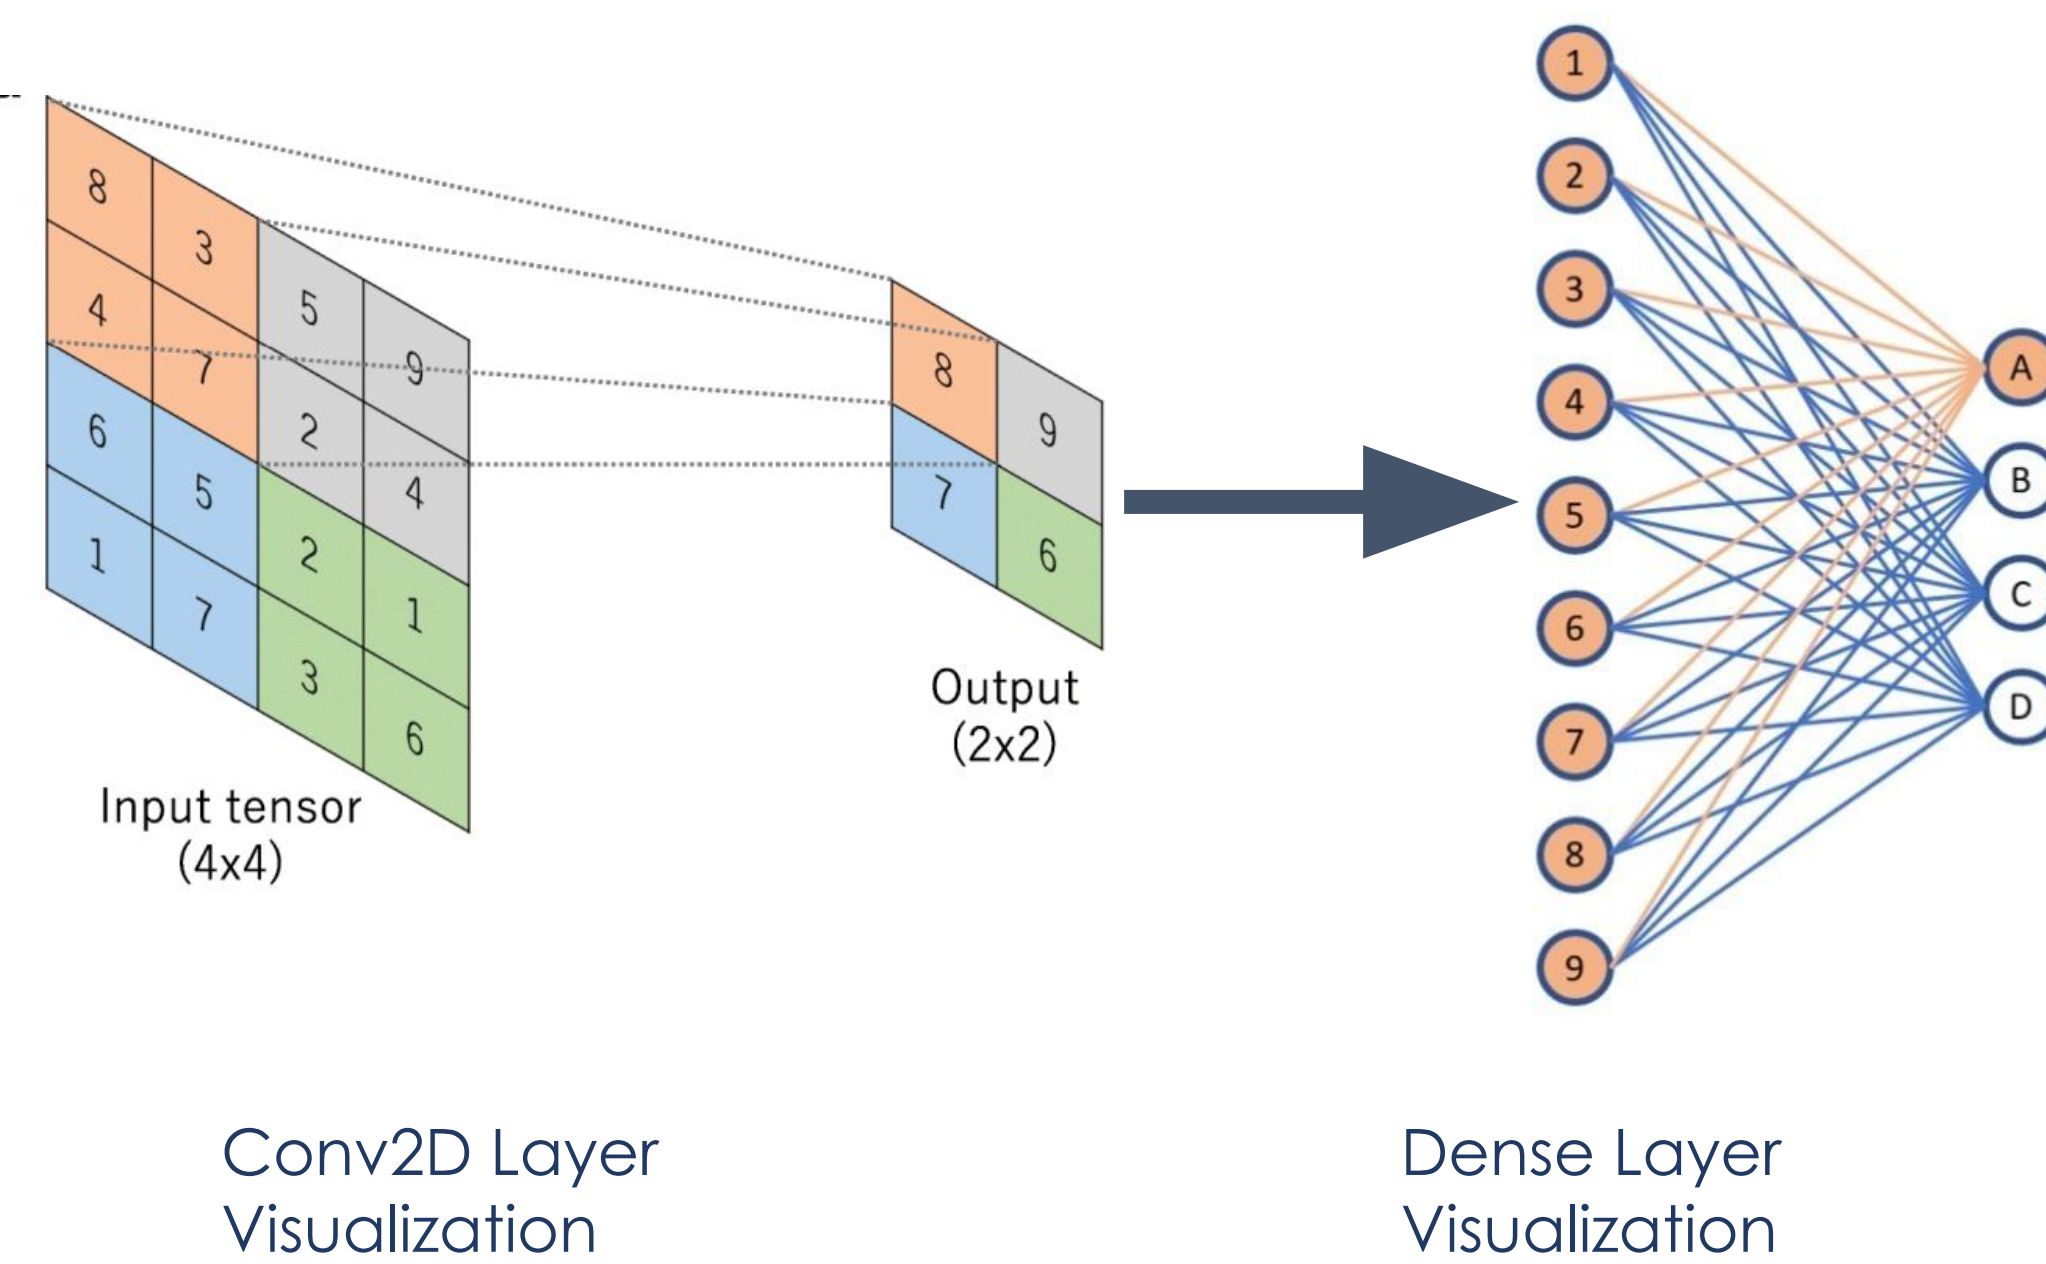 8 3 5 9
4 7 2 4
6 5 2 1
1 7 3 6
Input tensor
(4x4)
8 9
7 6
Output
(2x2)
1
2
3
4
5
6
7
8
9
A
B
C
D
Conv2D Layer
Visualization
Dense Layer
Visualization